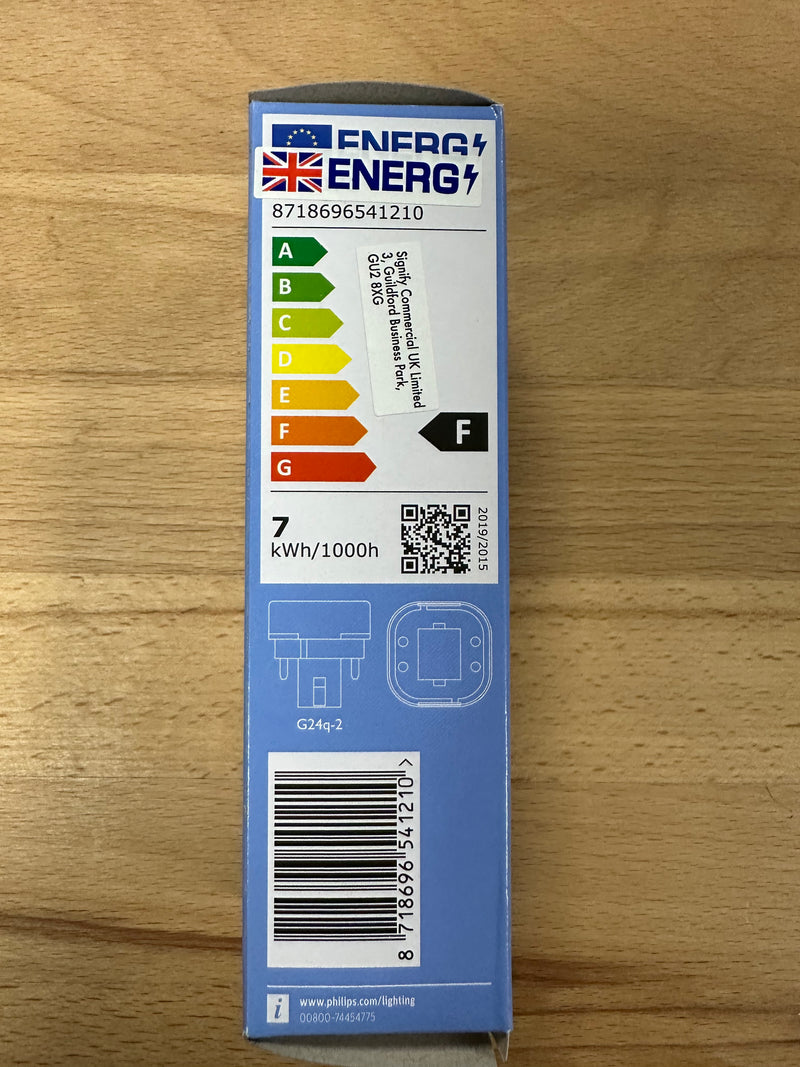 ENERG
ENERG
8718696541210
A
B
C
D
E
F
G
Signify Commercial UK Limited
3, Guildford Business Park,
GU2 8XG
F
7
kWh/1000h
2019/2015
G24q-2
8 718696 541210 >
i
www.philips.com/lighting
00800-74454775